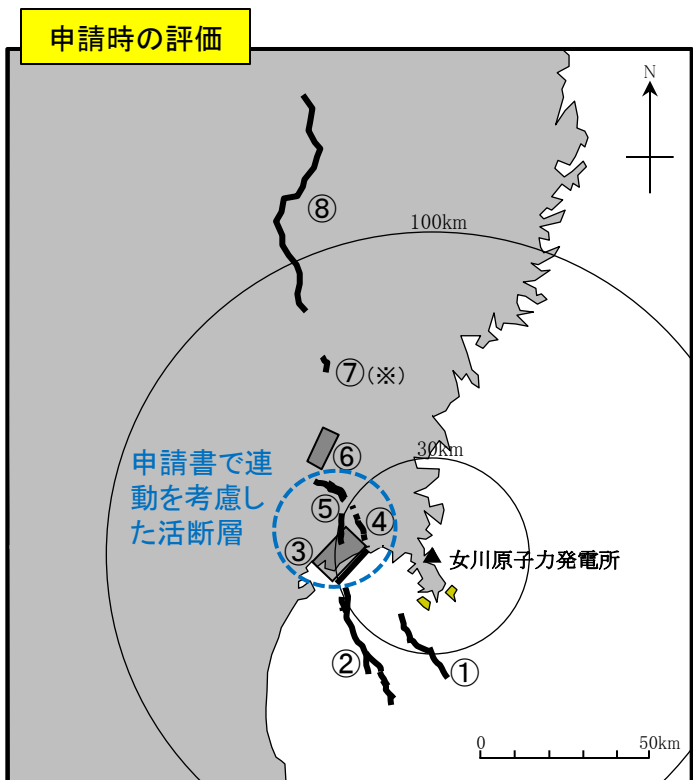 申請時の評価
N
⑧
100km
⑦(※)
30km
⑥
申請書で連
動を考慮し
た活断層
⑤
④
③
女川原子力発電所
②
①
0
50km